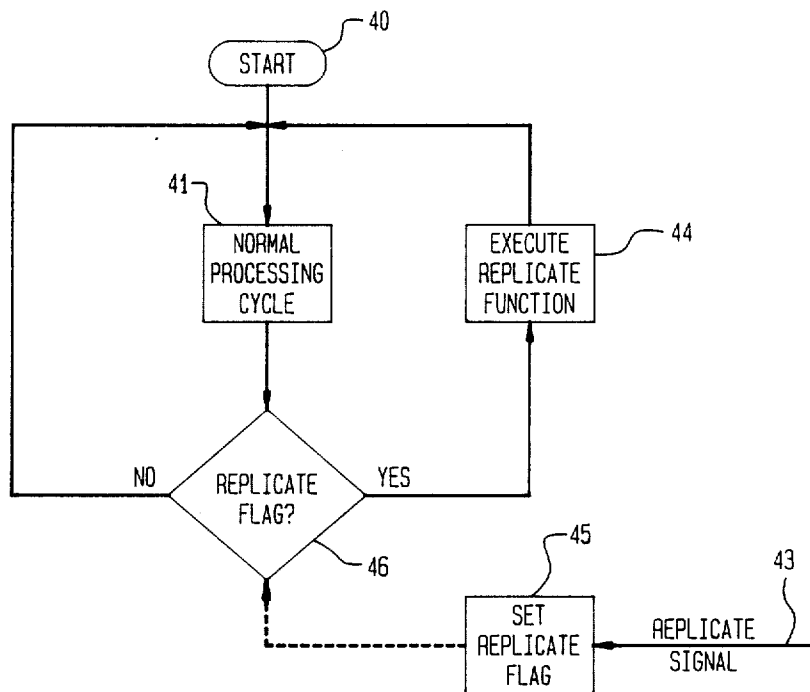 40
START
41
NORMAL
PROCESSING
CYCLE
EXECUTE
REPLICATE
FUNCTION
44
NO
REPLICATE
FLAG?
YES
46
45
SET
REPLICATE
FLAG
REPLICATE
SIGNAL
43